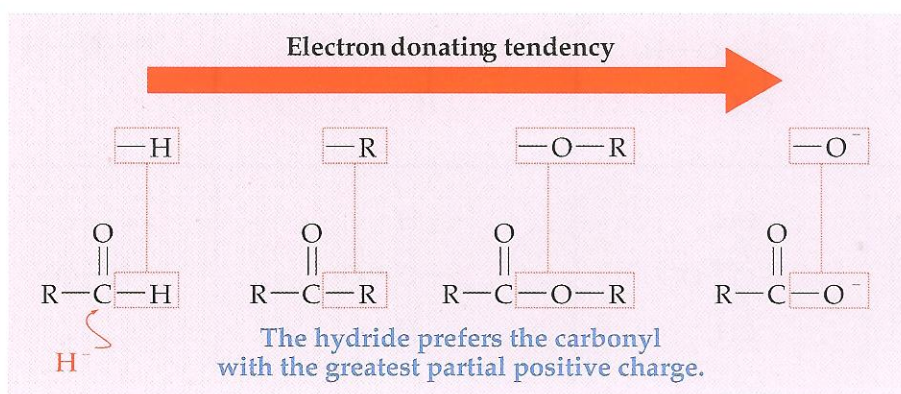 Electron donating tendency
—H —R —O—R —O⁻
O O O O
R—C—H R—C—R R—C—O—R R—C—O⁻
H⁻
The hydride prefers the carbonyl
with the greatest partial positive charge.